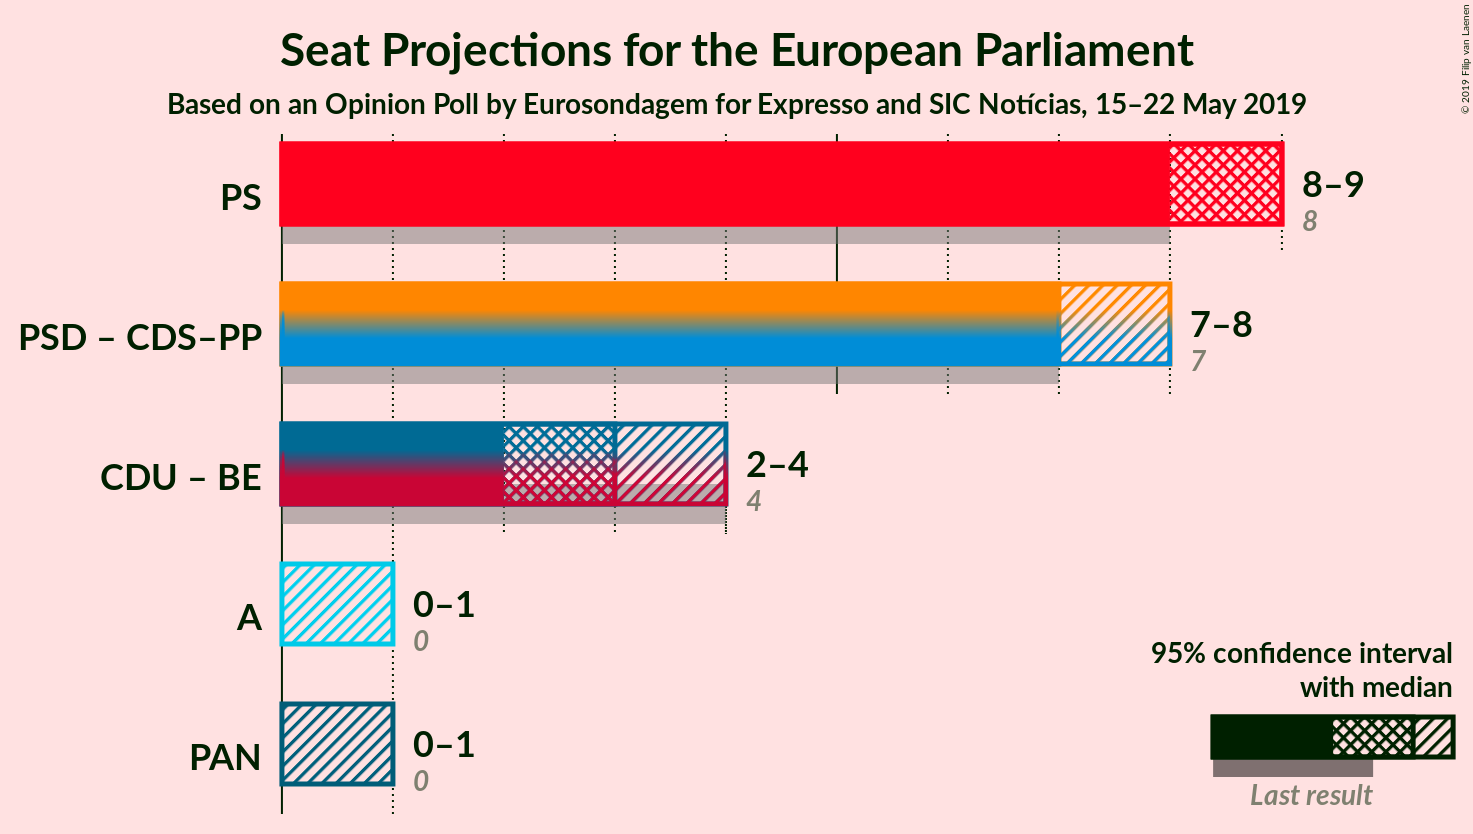 Seat Projections for the European Parliament
Based on an Opinion Poll by Eurosondagem for Expresso and SIC Notícias, 15–22 May 2019
© 2019 Filip van Laenen
PS
8–9
8
PSD – CDS–PP
7–8
7
CDU – BE
2–4
4
A
0–1
0
PAN
0–1
0
95% confidence interval
with median
Last result